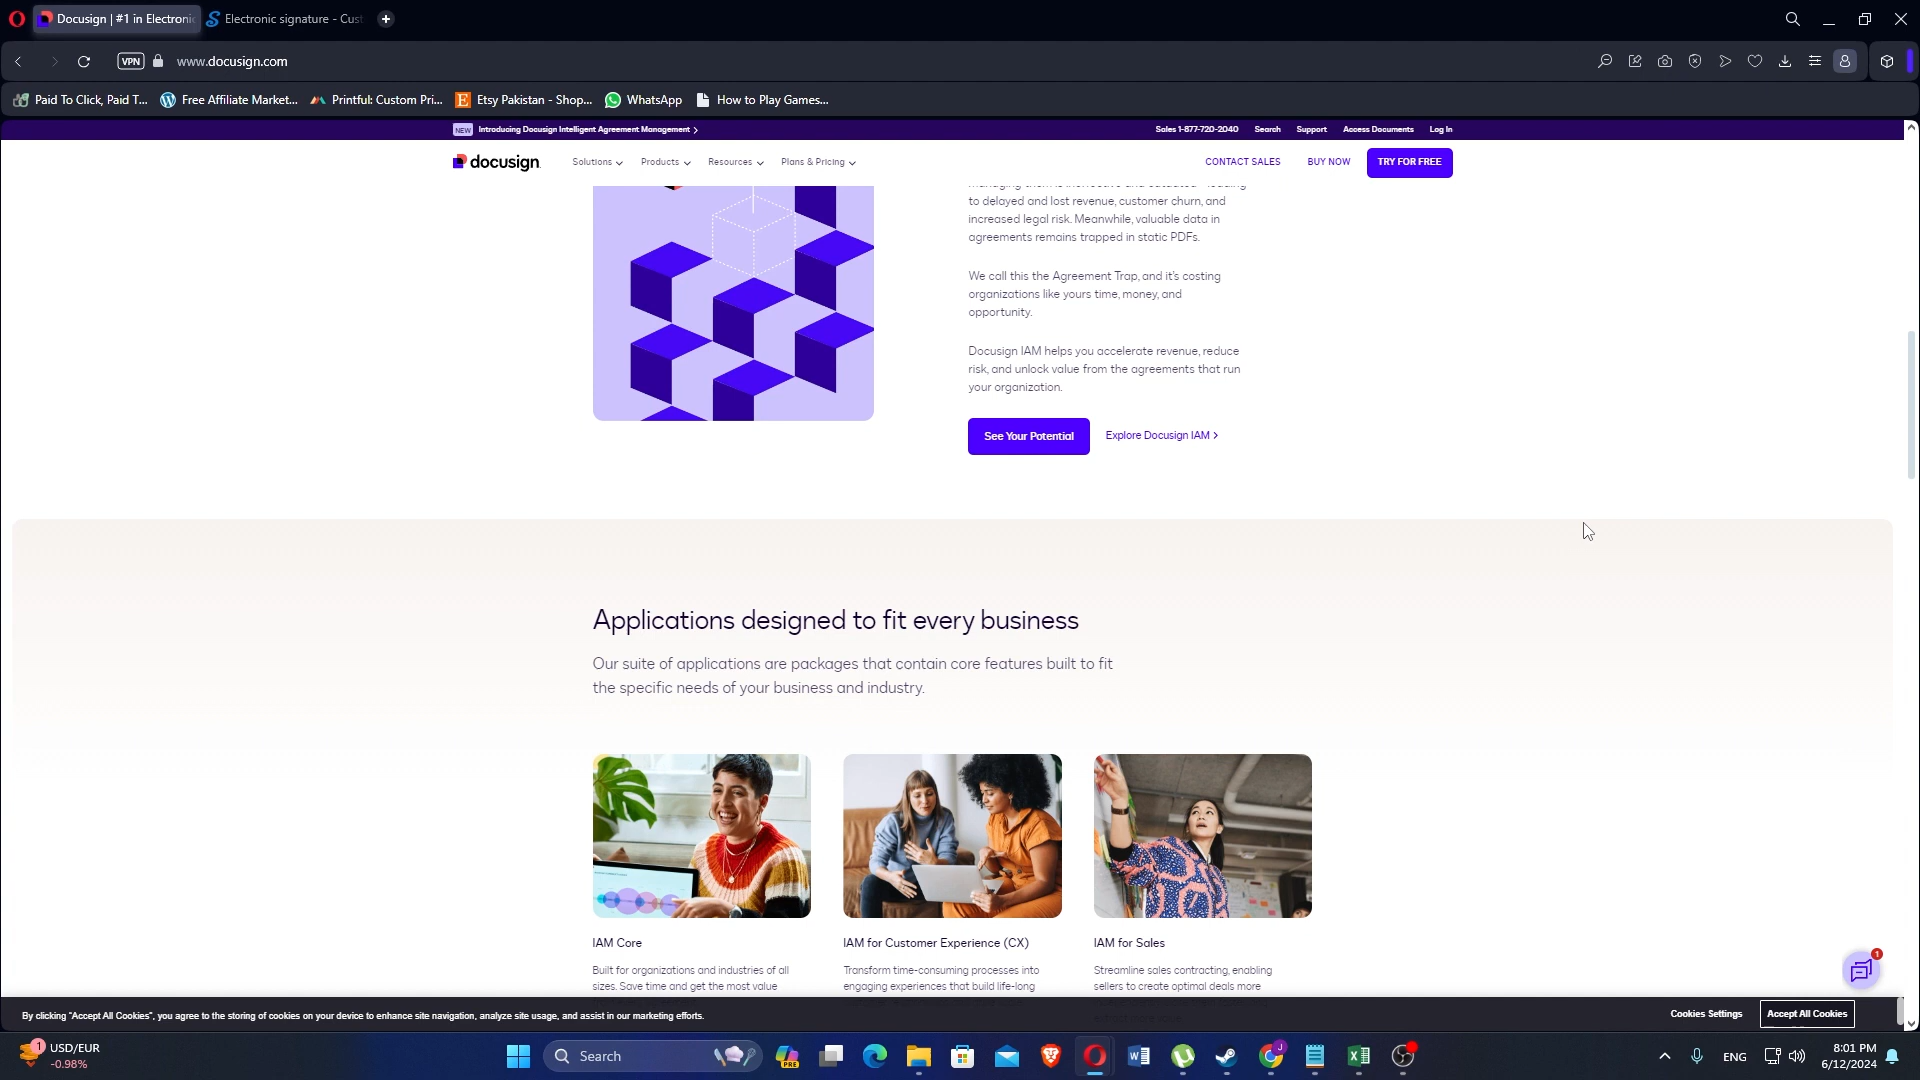 Docusign | #1 in Electronic
Electronic signature - Cust
VPN
www.docusign.com
Paid To Click, Paid T...
Free Affiliate Market...
Printful: Custom Pri...
Etsy Pakistan - Shop...
WhatsApp
How to Play Games...
NEW
Introducing Docusign Intelligent Agreement Management
Sales 1-877-720-2040
Search
Support
Access Documents
Log In
docusign
Solutions
Products
Resources
Plans & Pricing
CONTACT SALES
BUY NOW
TRY FOR FREE
to delayed and lost revenue, customer churn, and
increased legal risk. Meanwhile, valuable data in
agreements remains trapped in static PDFs.
We call this the Agreement Trap, and it's costing
organizations like yours time, money, and
opportunity.
Docusign IAM helps you accelerate revenue, reduce
risk, and unlock value from the agreements that run
your organization.
See Your Potential
Explore Docusign IAM
Applications designed to fit every business
Our suite of applications are packages that contain core features built to fit
the specific needs of your business and industry.
IAM Core
Built for organizations and industries of all
sizes. Save time and get the most value
IAM for Customer Experience (CX)
Transform time-consuming processes into
engaging experiences that build life-long
IAM for Sales
Streamline sales contracting, enabling
sellers to create optimal deals more
1
By clicking "Accept All Cookies", you agree to the storing of cookies on your device to enhance site navigation, analyze site usage, and assist in our marketing efforts.
Cookies Settings
Accept All Cookies
1
USD/EUR
-0.98%
Search
PRE
J
ENG
8:01 PM
6/12/2024